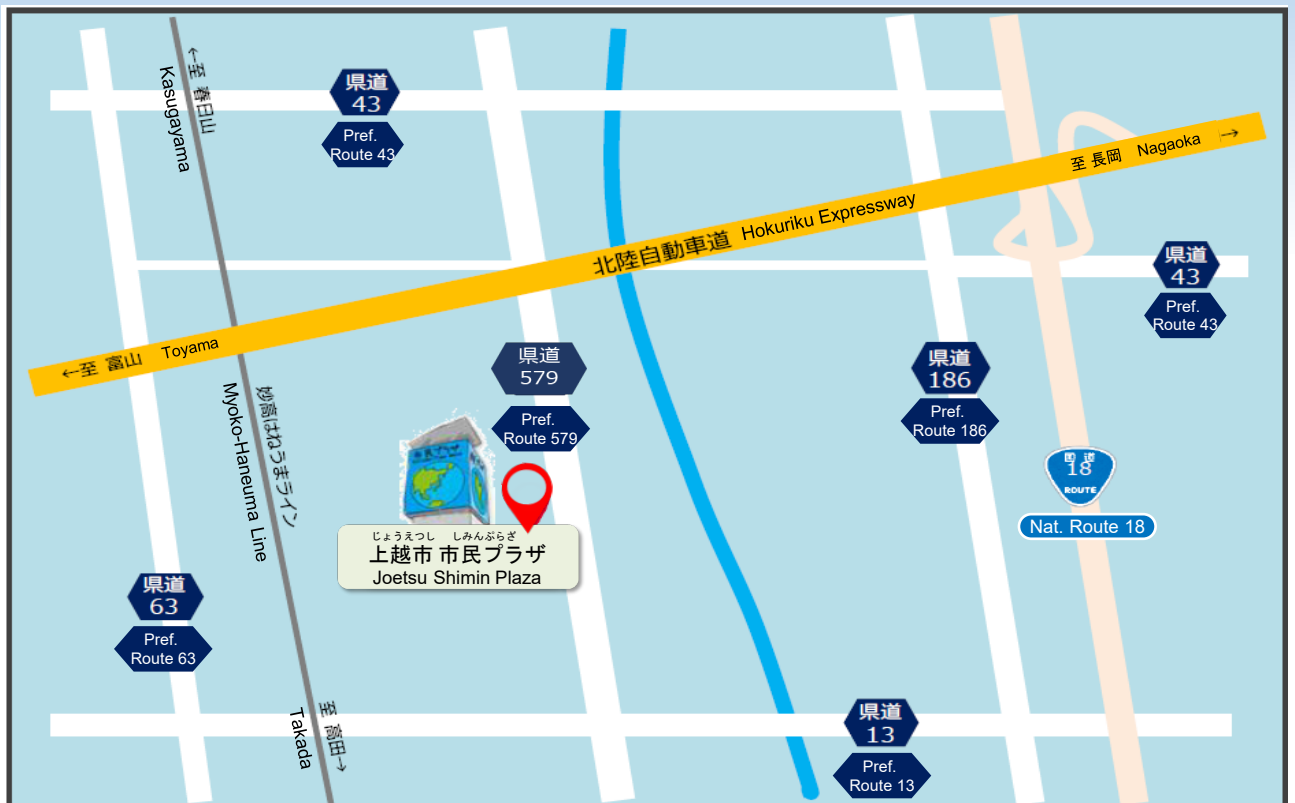 ←至 春日山
Kasugayama
県道
43
Pref.
Route 43
至 長岡 Nagaoka →
北陸自動車道 Hokuriku Expressway
県道
43
Pref.
Route 43
←至 富山 Toyama
県道
579
Pref.
Route 579
県道
186
Pref.
Route 186
妙高はねうまライン
Myoko-Haneuma Line
市民プラザ
国道
18
ROUTE
Nat. Route 18
じょうえつし しみんぷらざ
上越市 市民プラザ
Joetsu Shimin Plaza
県道
63
Pref.
Route 63
至 高田→
Takada
県道
13
Pref.
Route 13